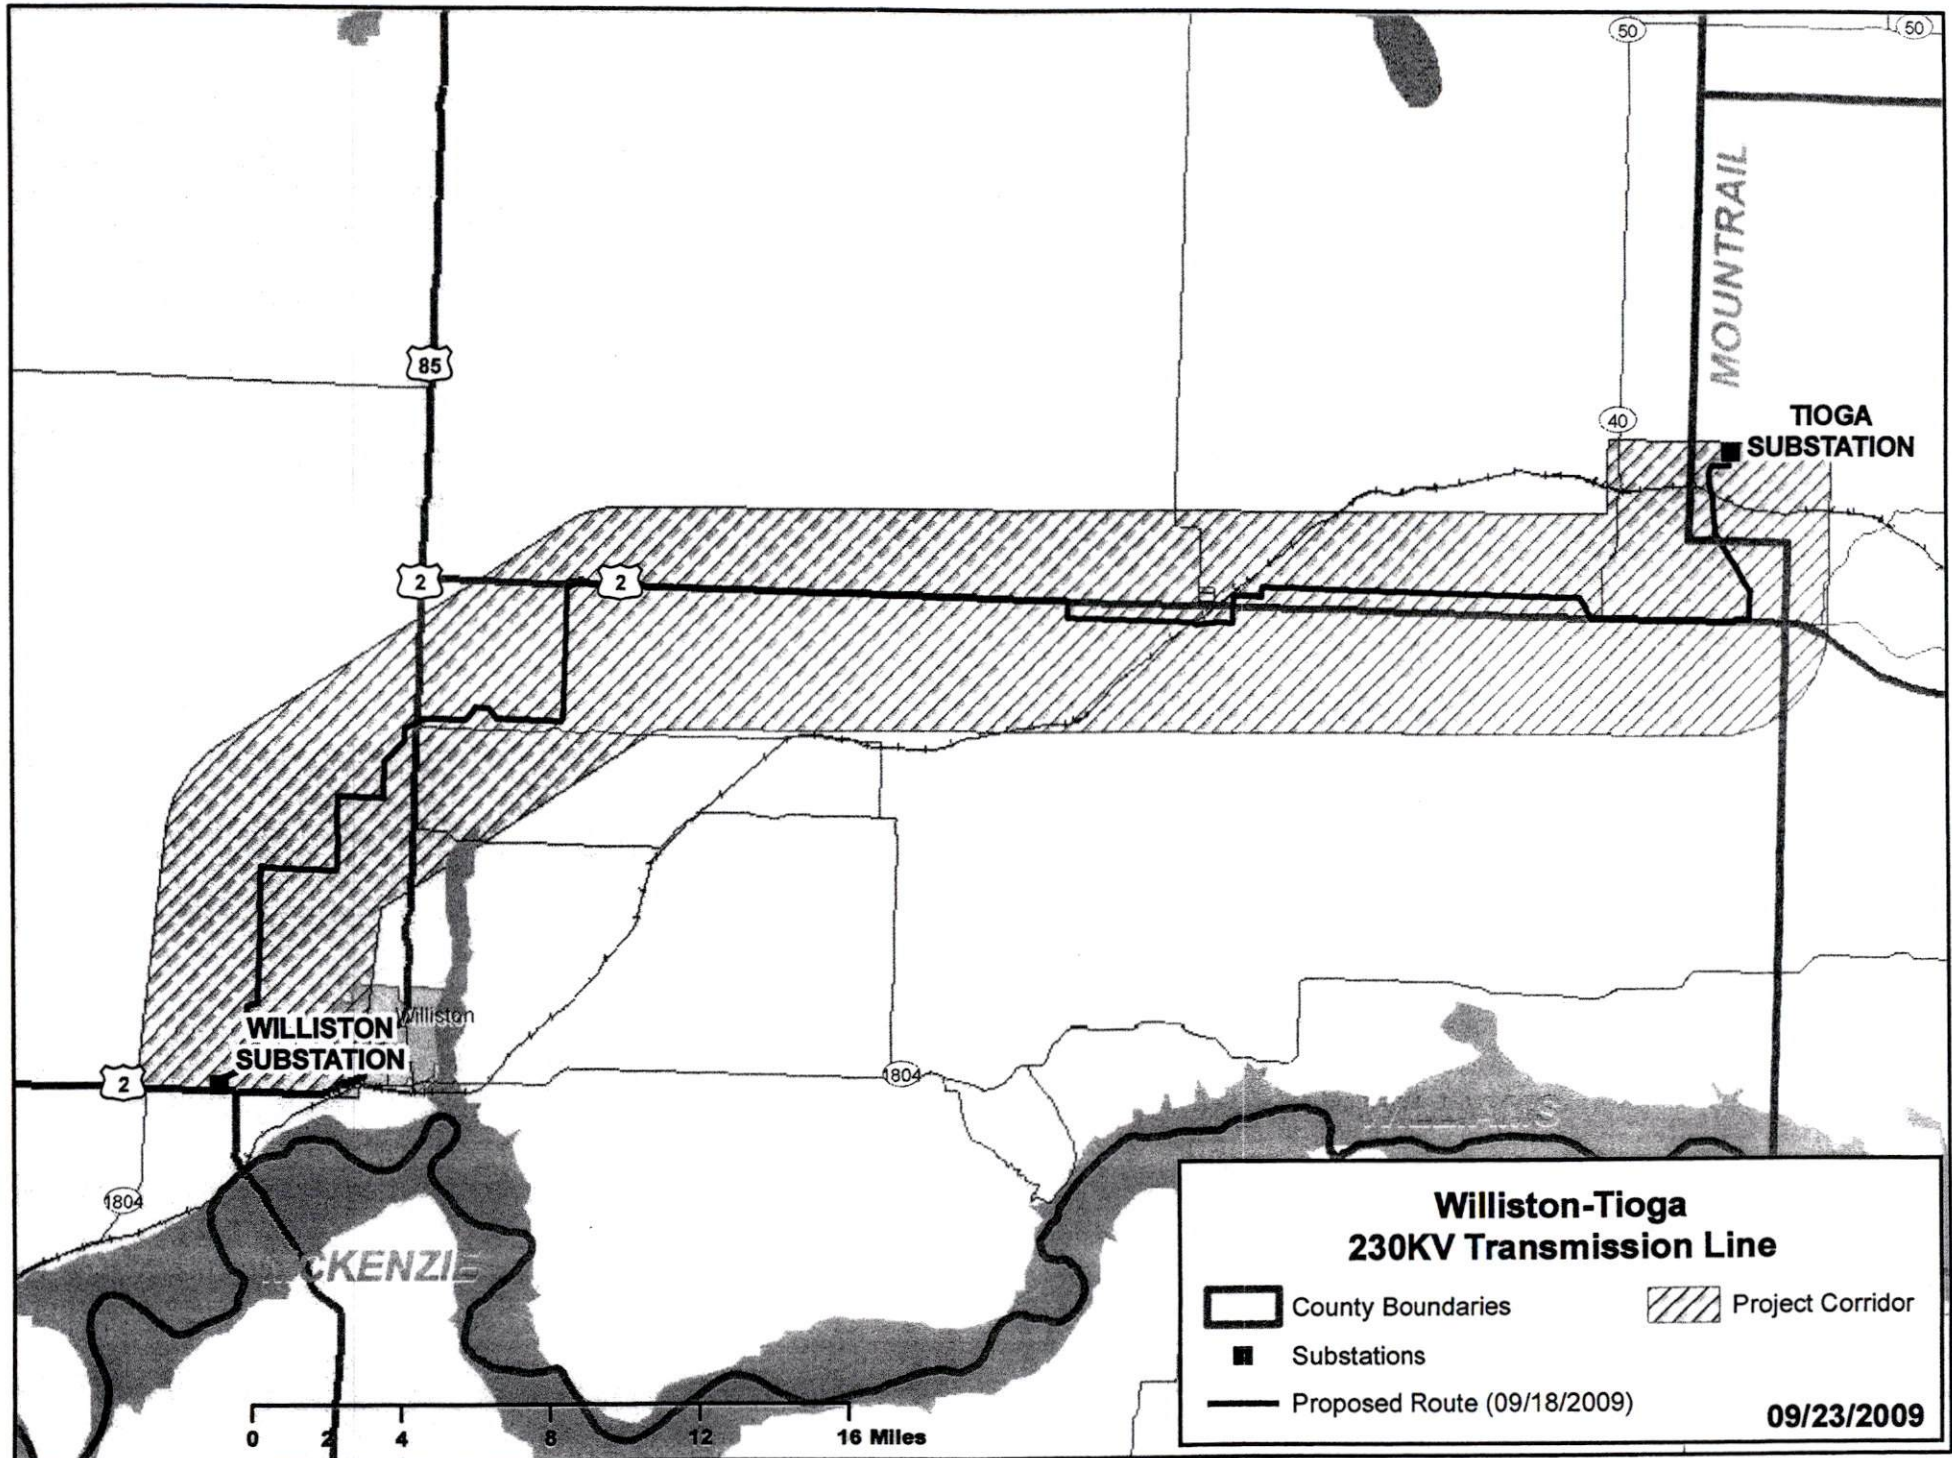 50
50
MOUNTRAIL
85
40
TIOGA
SUBSTATION
2
2
Williston
WILLISTON
SUBSTATION
2
1804
1804
WILLIAMS
MCKENZIE
Williston-Tioga
230KV Transmission Line
County Boundaries
Project Corridor
Substations
Proposed Route (09/18/2009)
09/23/2009
0 2 4 8 12 16 Miles